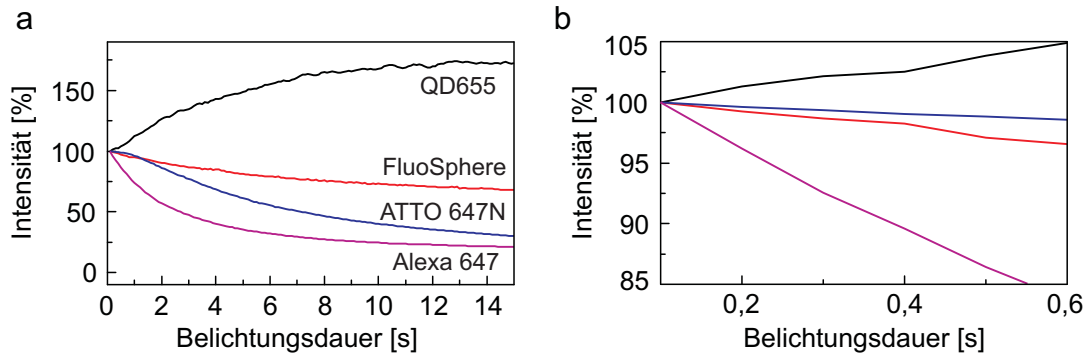 a
Intensität [%]
150
100
50
0
QD655
FluoSphere
ATTO 647N
Alexa 647
0 2 4 6 8 10 12 14
Belichtungsdauer [s]
b
Intensität [%]
105
100
95
90
85
0,2 0,4 0,6
Belichtungsdauer [s]